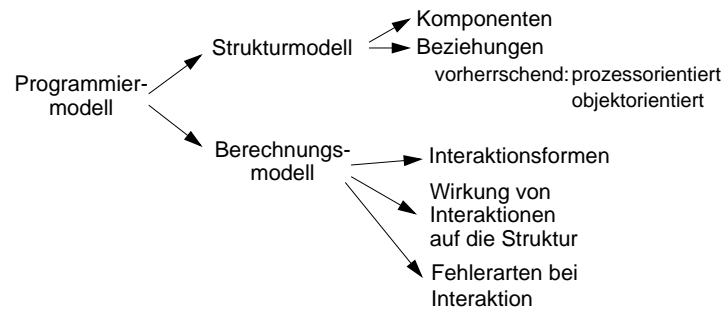 Komponenten
Strukturmodell
Beziehungen
vorherrschend: prozessorientiert
objektorientiert
Programmier-
modell
Berechnungs-
modell
Interaktionsformen
Wirkung von
Interaktionen
auf die Struktur
Fehlerarten bei
Interaktion